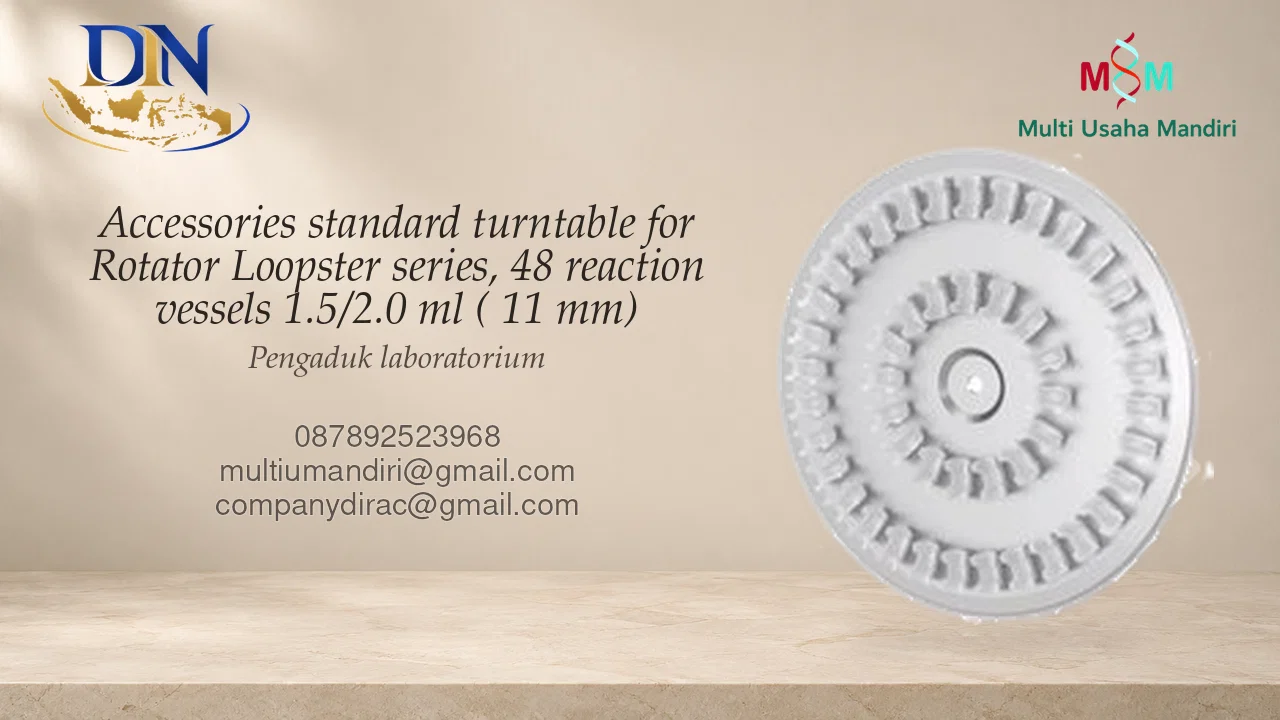 DN
M M
Multi Usaha Mandiri
Accessories standard turntable for
Rotator Loopster series, 48 reaction
vessels 1.5/2.0 ml ( 11 mm)
Pengaduk laboratorium
087892523968
multiumandiri@gmail.com
companydirac@gmail.com